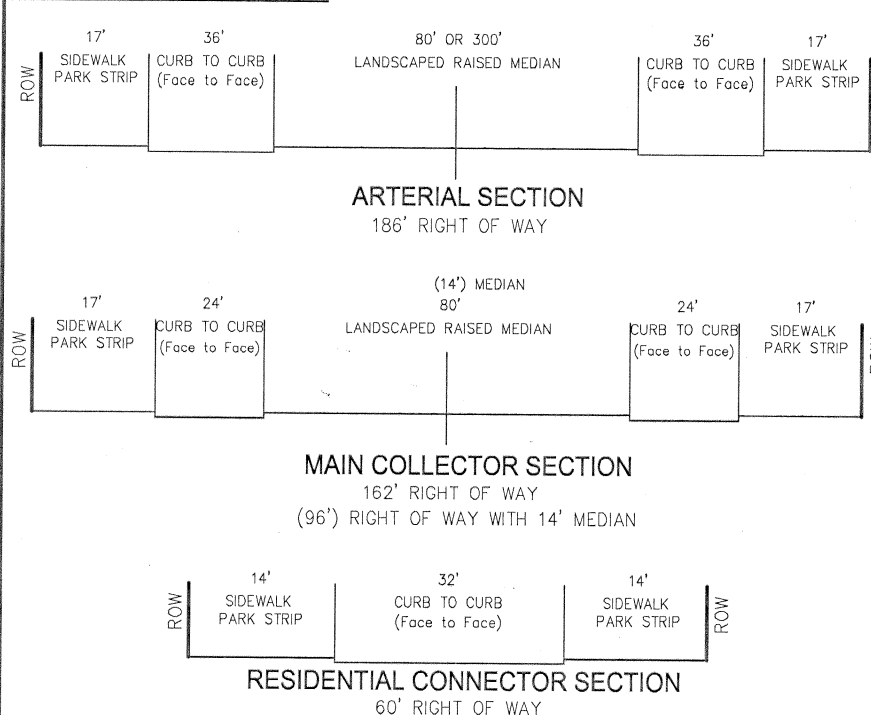 17'
SIDEWALK
PARK STRIP
36'
CURB TO CURB
(Face to Face)
80' OR 300'
LANDSCAPED RAISED MEDIAN
36'
CURB TO CURB
(Face to Face)
17'
SIDEWALK
PARK STRIP
ROW
ARTERIAL SECTION
186' RIGHT OF WAY
17'
SIDEWALK
PARK STRIP
24'
CURB TO CURB
(Face to Face)
(14') MEDIAN
80'
LANDSCAPED RAISED MEDIAN
24'
CURB TO CURB
(Face to Face)
17'
SIDEWALK
PARK STRIP
ROW
MAIN COLLECTOR SECTION
162' RIGHT OF WAY
(96') RIGHT OF WAY WITH 14' MEDIAN
14'
SIDEWALK
PARK STRIP
32'
CURB TO CURB
(Face to Face)
14'
SIDEWALK
PARK STRIP
ROW
ROW
RESIDENTIAL CONNECTOR SECTION
60' RIGHT OF WAY